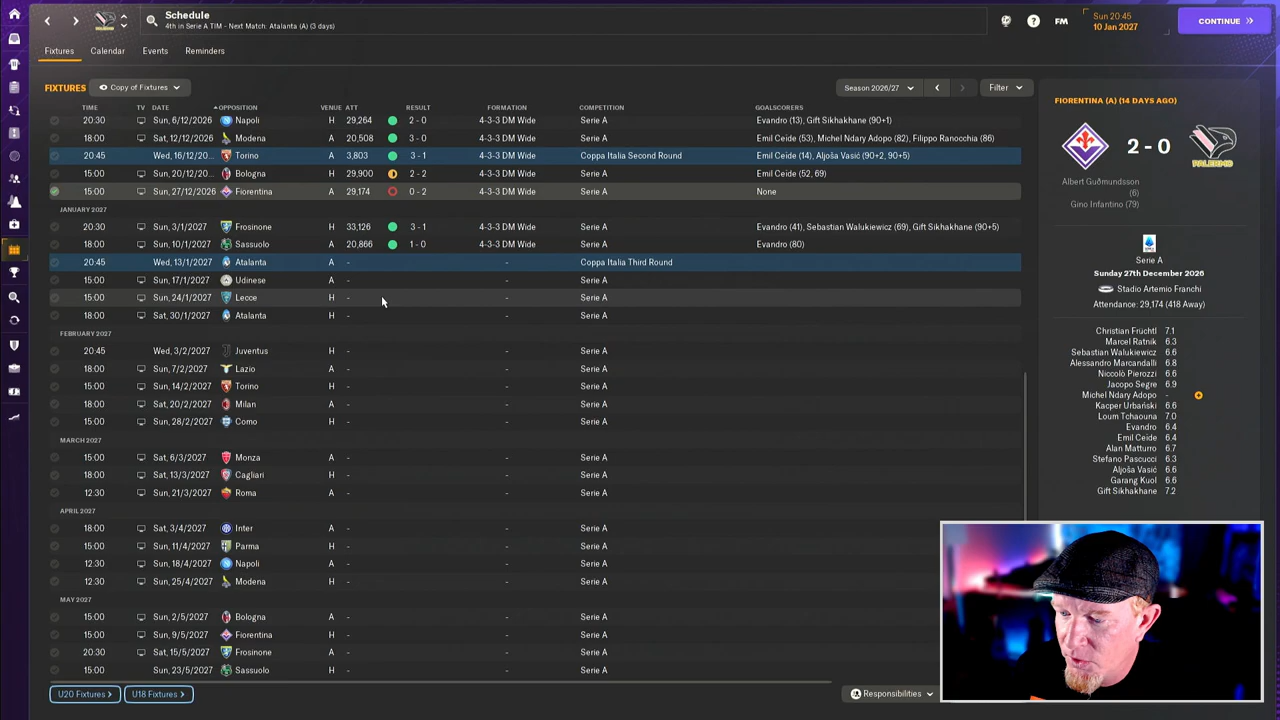 Schedule
4th in Serie A TIM - Next Match: Atalanta (A) (3 days)
FM
Sun 20:45
10 Jan 2027
CONTINUE
Fixtures Calendar Events Reminders
FIXTURES Copy of Fixtures Season 2026/27 Filter
TIME TV DATE OPPOSITION VENUE ATT RESULT FORMATION COMPETITION GOALSCORERS
20:30 Sun, 6/12/2026 Napoli H 29,264 2 - 0 4-3-3 DM Wide Serie A Evandro (13), Gift Sikhakhane (90+1)
18:00 Sat, 12/12/2026 Modena A 20,508 3 - 0 4-3-3 DM Wide Serie A Emil Ceide (53), Michel Ndary Adopo (82), Filippo Ranocchia (86)
20:45 Wed, 16/12/20... Torino A 3,803 3 - 1 4-3-3 DM Wide Coppa Italia Second Round Emil Ceide (14), Aljoša Vasić (90+2, 90+5)
15:00 Sun, 20/12/20... Bologna H 29,900 2 - 2 4-3-3 DM Wide Serie A Emil Ceide (52, 69)
15:00 Sun, 27/12/2026 Fiorentina A 29,174 0 - 2 4-3-3 DM Wide Serie A None
JANUARY 2027
20:30 Sun, 3/1/2027 Frosinone H 33,126 3 - 1 4-3-3 DM Wide Serie A Evandro (41), Sebastian Walukiewicz (69), Gift Sikhakhane (90+5)
18:00 Sun, 10/1/2027 Sassuolo A 20,866 1 - 0 4-3-3 DM Wide Serie A Evandro (80)
20:45 Wed, 13/1/2027 Atalanta A - - Coppa Italia Third Round
15:00 Sun, 17/1/2027 Udinese A - - Serie A
15:00 Sun, 24/1/2027 Lecce H - - Serie A
18:00 Sat, 30/1/2027 Atalanta H - - Serie A
FEBRUARY 2027
20:45 Wed, 3/2/2027 Juventus H - - Serie A
18:00 Sun, 7/2/2027 Lazio A - - Serie A
15:00 Sun, 14/2/2027 Torino H - - Serie A
18:00 Sat, 20/2/2027 Milan A - - Serie A
15:00 Sun, 28/2/2027 Como H - - Serie A
MARCH 2027
15:00 Sat, 6/3/2027 Monza A - - Serie A
18:00 Sat, 13/3/2027 Cagliari H - - Serie A
12:30 Sun, 21/3/2027 Roma A - - Serie A
APRIL 2027
18:00 Sat, 3/4/2027 Inter A - - Serie A
15:00 Sun, 11/4/2027 Parma H - - Serie A
12:30 Sun, 18/4/2027 Napoli A - - Serie A
12:30 Sun, 25/4/2027 Modena H - - Serie A
MAY 2027
15:00 Sun, 2/5/2027 Bologna A - - Serie A
15:00 Sun, 9/5/2027 Fiorentina H - - Serie A
20:30 Sat, 15/5/2027 Frosinone A - - Serie A
15:00 Sun, 23/5/2027 Sassuolo H - - Serie A
U20 Fixtures > U18 Fixtures > Responsibilities
FIORENTINA (A) (14 DAYS AGO)
2 - 0
PALERMO
Albert Guðmundsson
(6)
Gino Infantino (79)
Serie A
Sunday 27th December 2026
Stadio Artemio Franchi
Attendance: 29,174 (418 Away)
Christian Früchtl 7.1
Marcel Ratnik 6.3
Sebastian Walukiewicz 6.6
Alessandro Marcandalli 6.8
Niccolò Pierozzi 6.6
Jacopo Segre 6.9
Michel Ndary Adopo -
Kacper Urbański 6.6
Loum Tchaouna 7.0
Evandro 6.4
Emil Ceide 6.4
Alan Matturro 6.7
Stefano Pascucci 6.3
Aljoša Vasić 6.6
Garang Kuol 6.6
Gift Sikhakhane 7.2